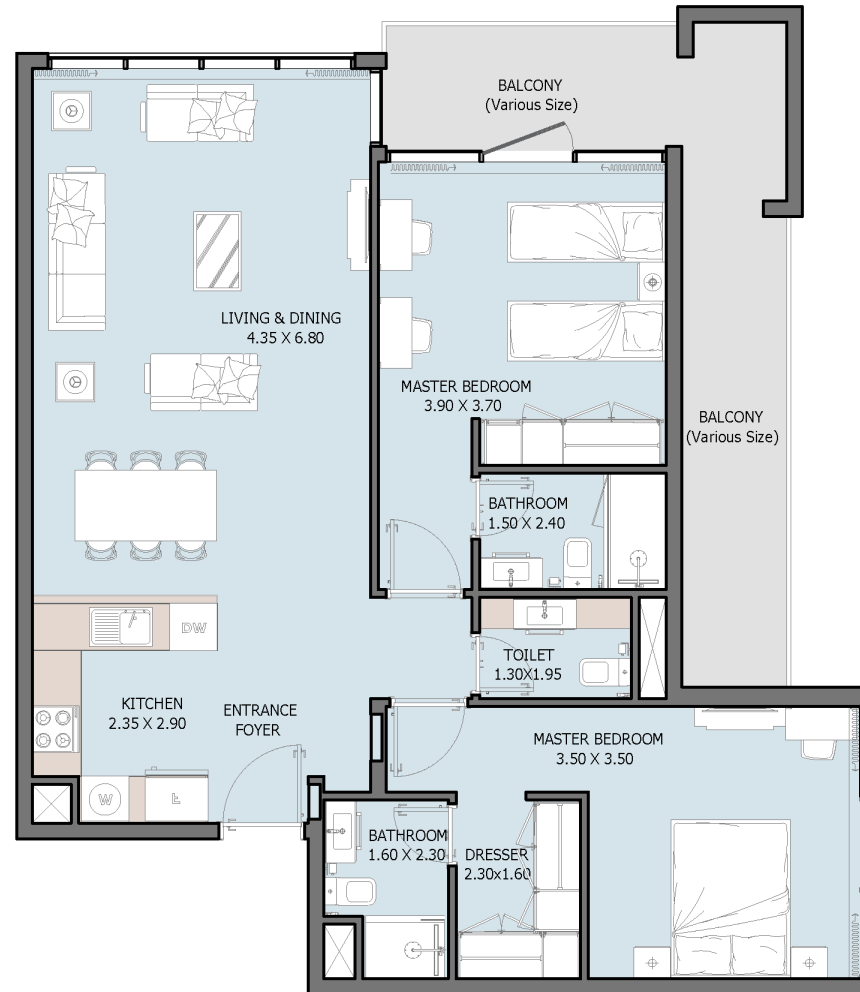 BALCONY
(Various Size)
LIVING & DINING
4.35 X 6.80
MASTER BEDROOM
3.90 X 3.70
BALCONY
(Various Size)
BATHROOM
1.50 X 2.40
DW
TOILET
1.30X1.95
KITCHEN
2.35 X 2.90
ENTRANCE
FOYER
MASTER BEDROOM
3.50 X 3.50
W
BATHROOM
1.60 X 2.30
DRESSER
2.30x1.60